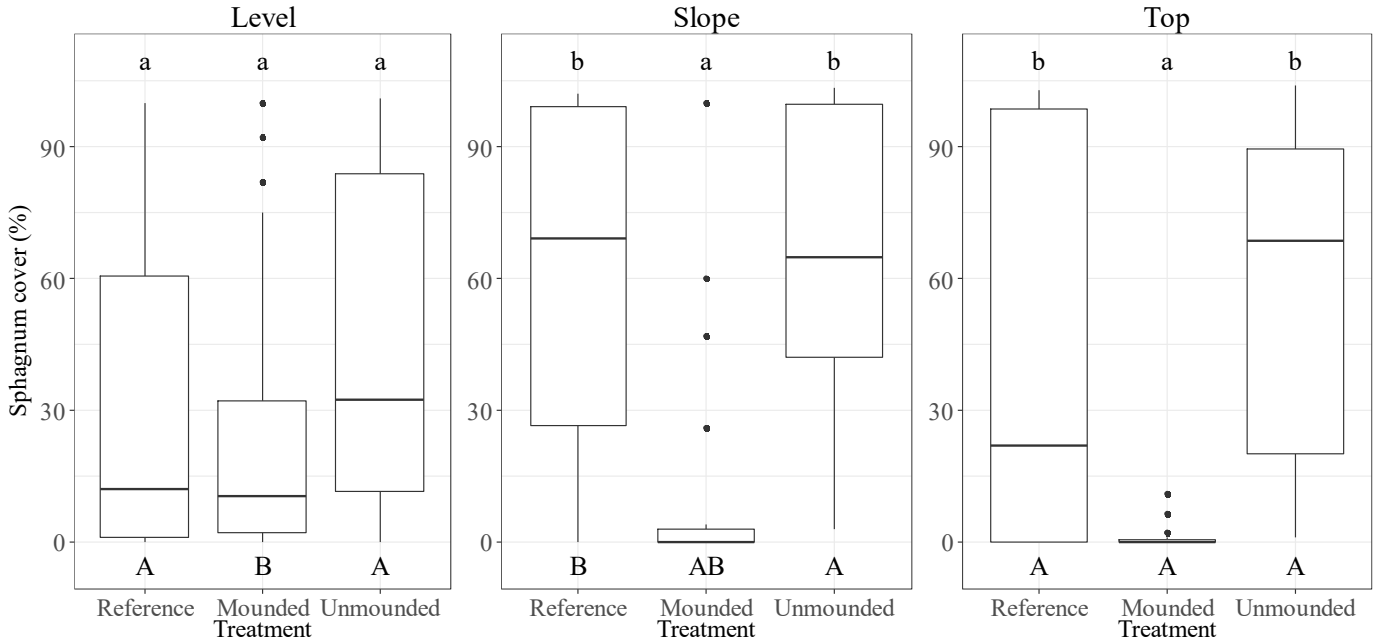 Level
Slope
Top
Sphagnum cover (%)
a a a
90
60
30
0
A B A
Reference Mounded Unmounded
Treatment
b a b
90
60
30
0
B AB A
Reference Mounded Unmounded
Treatment
b a b
90
60
30
0
A A A
Reference Mounded Unmounded
Treatment